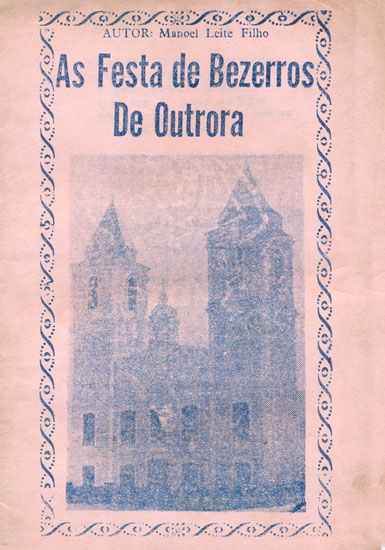 AUTOR: Manoel Leite Filho
As Festa de Bezerros
De Outrora